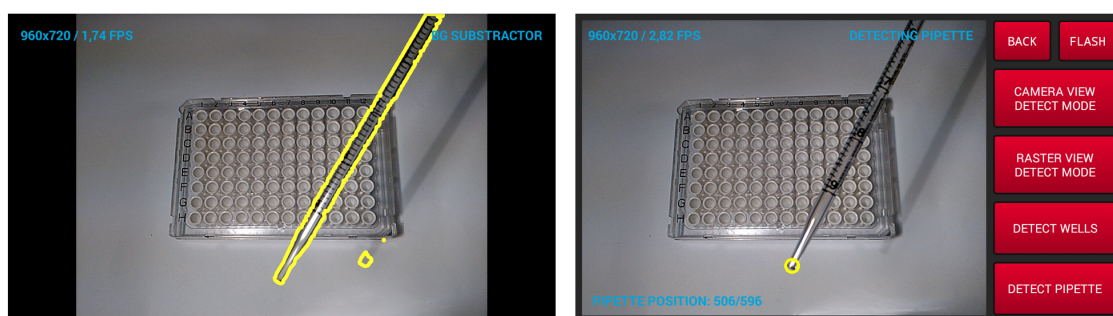 960x720 / 1,74 FPS
BG SUBSTRACTOR
960x720 / 2,82 FPS
DETECTING PIPETTE
BACK
FLASH
CAMERA VIEW
DETECT MODE
RASTER VIEW
DETECT MODE
DETECT WELLS
DETECT PIPETTE
PIPETTE POSITION: 506/596
A
B
C
D
E
F
G
H
A
B
C
D
E
F
G
H